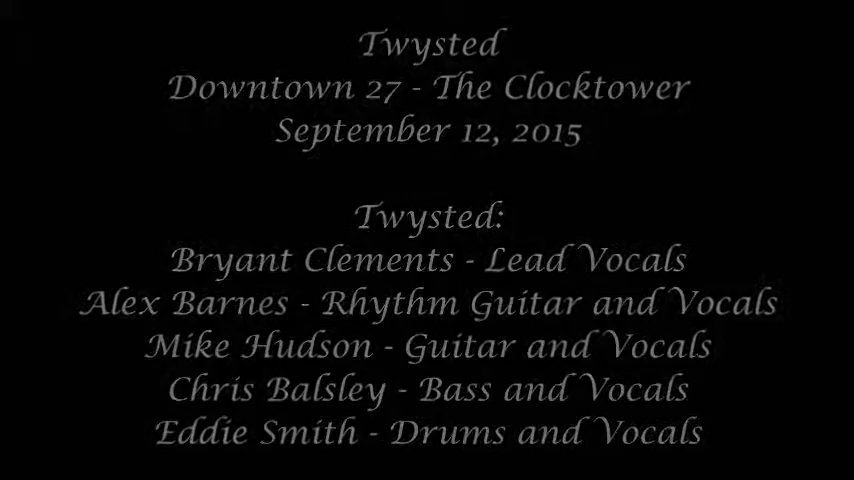 Twysted
Downtown 27 - The Clocktower
September 12, 2015
Twysted:
Bryant Clements - Lead Vocals
Alex Barnes - Rhythm Guitar and Vocals
Mike Hudson - Guitar and Vocals
Chris Balsley - Bass and Vocals
Eddie Smith - Drums and Vocals